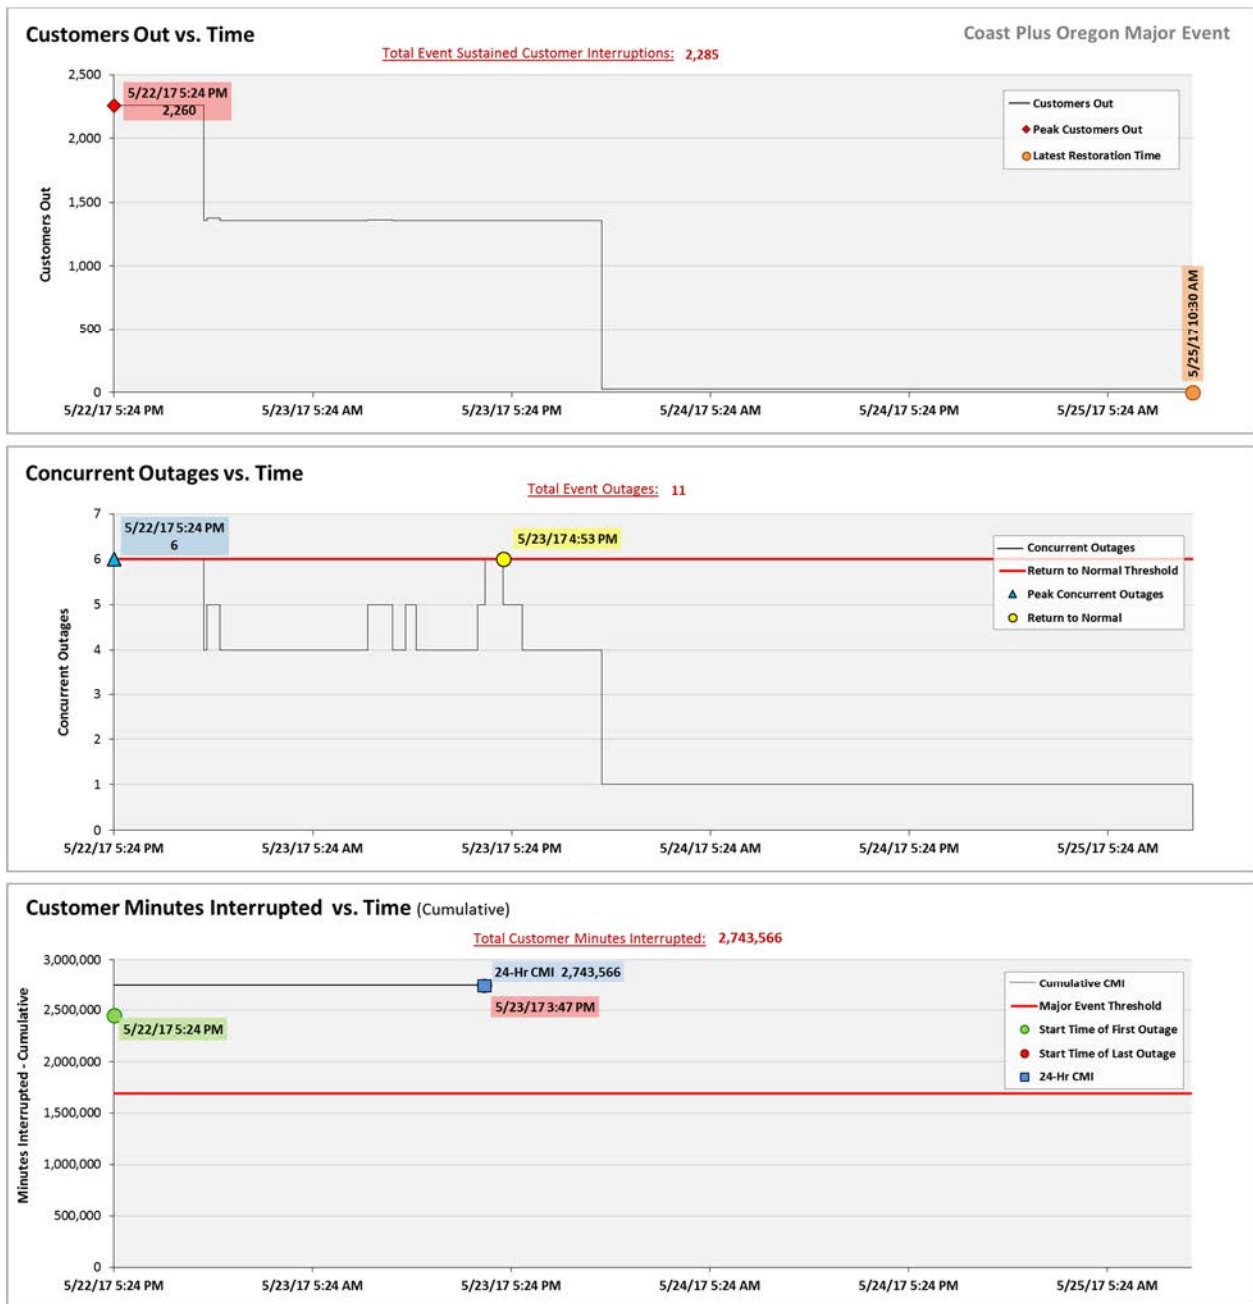 Customers Out vs. Time
Coast Plus Oregon Major Event
Total Event Sustained Customer Interruptions: 2,285
2,500
2,000
1,500
1,000
500
0
Customers Out
5/22/17 5:24 PM
2,260
Customers Out
Peak Customers Out
Latest Restoration Time
5/25/17 10:30 AM
5/22/17 5:24 PM
5/23/17 5:24 AM
5/23/17 5:24 PM
5/24/17 5:24 AM
5/24/17 5:24 PM
5/25/17 5:24 AM
Concurrent Outages vs. Time
Total Event Outages: 11
7
6
5
4
3
2
1
0
Concurrent Outages
5/22/17 5:24 PM
6
5/23/17 4:53 PM
Concurrent Outages
Return to Normal Threshold
Peak Concurrent Outages
Return to Normal
5/22/17 5:24 PM
5/23/17 5:24 AM
5/23/17 5:24 PM
5/24/17 5:24 AM
5/24/17 5:24 PM
5/25/17 5:24 AM
Customer Minutes Interrupted vs. Time (Cumulative)
Total Customer Minutes Interrupted: 2,743,566
3,000,000
2,500,000
2,000,000
1,500,000
1,000,000
500,000
0
Minutes Interrupted - Cumulative
24-Hr CMI 2,743,566
5/23/17 3:47 PM
5/22/17 5:24 PM
Cumulative CMI
Major Event Threshold
Start Time of First Outage
Start Time of Last Outage
24-Hr CMI
5/22/17 5:24 PM
5/23/17 5:24 AM
5/23/17 5:24 PM
5/24/17 5:24 AM
5/24/17 5:24 PM
5/25/17 5:24 AM